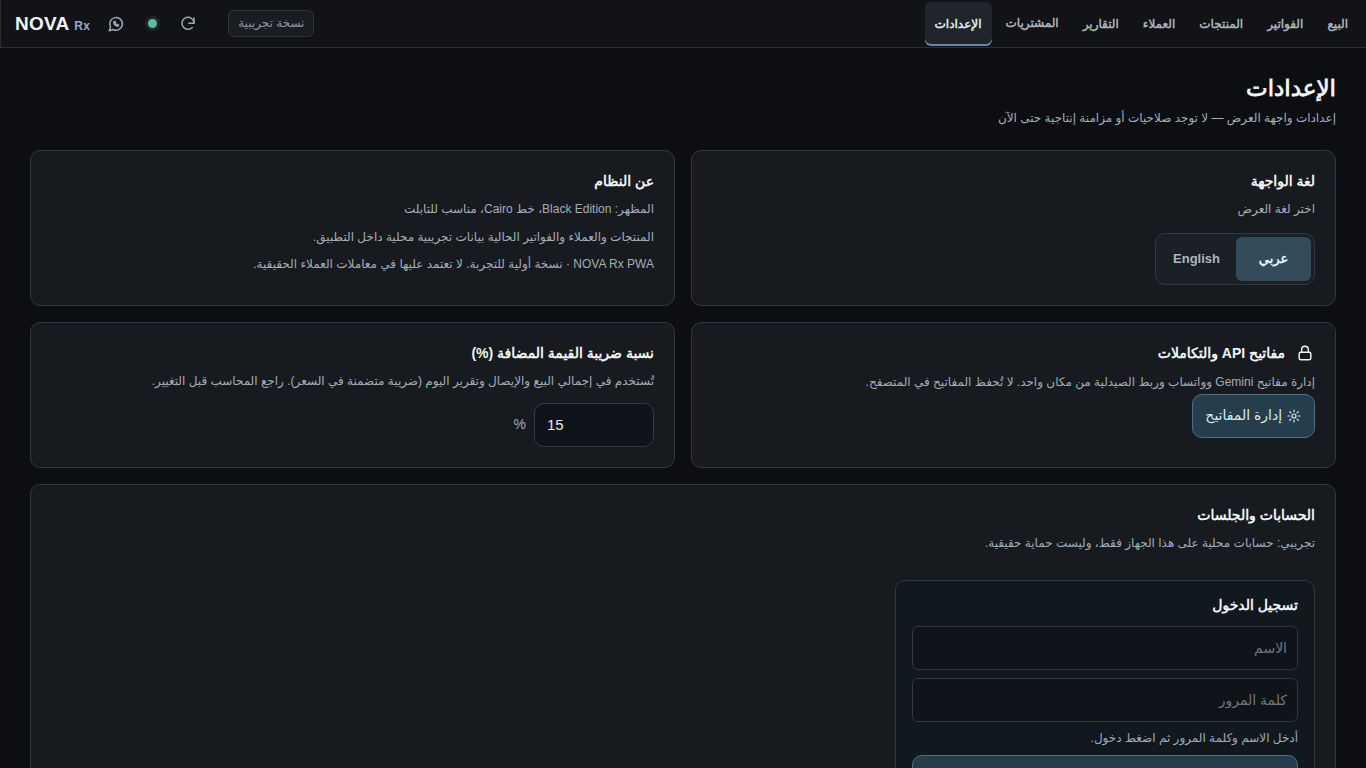 البيع
الفواتير
المنتجات
العملاء
التقارير
المشتريات
الإعدادات
نسخة تجريبية
NOVA Rx
الإعدادات
إعدادات واجهة العرض — لا توجد صلاحيات أو مزامنة إنتاجية حتى الآن
لغة الواجهة
اختر لغة العرض
عربي
English
عن النظام
المظهر: Black Edition، خط Cairo، مناسب للتابلت
المنتجات والعملاء والفواتير الحالية بيانات تجريبية محلية داخل التطبيق.
NOVA Rx PWA · نسخة أولية للتجربة. لا تعتمد عليها في معاملات العملاء الحقيقية.
مفاتيح API والتكاملات
إدارة مفاتيح Gemini وواتساب وربط الصيدلية من مكان واحد. لا تُحفظ المفاتيح في المتصفح.
إدارة المفاتيح
نسبة ضريبة القيمة المضافة (%)
تُستخدم في إجمالي البيع والإيصال وتقرير اليوم (ضريبة متضمنة في السعر). راجع المحاسب قبل التغيير.
15 %
الحسابات والجلسات
تجريبي: حسابات محلية على هذا الجهاز فقط، وليست حماية حقيقية.
تسجيل الدخول
الاسم
كلمة المرور
أدخل الاسم وكلمة المرور ثم اضغط دخول.